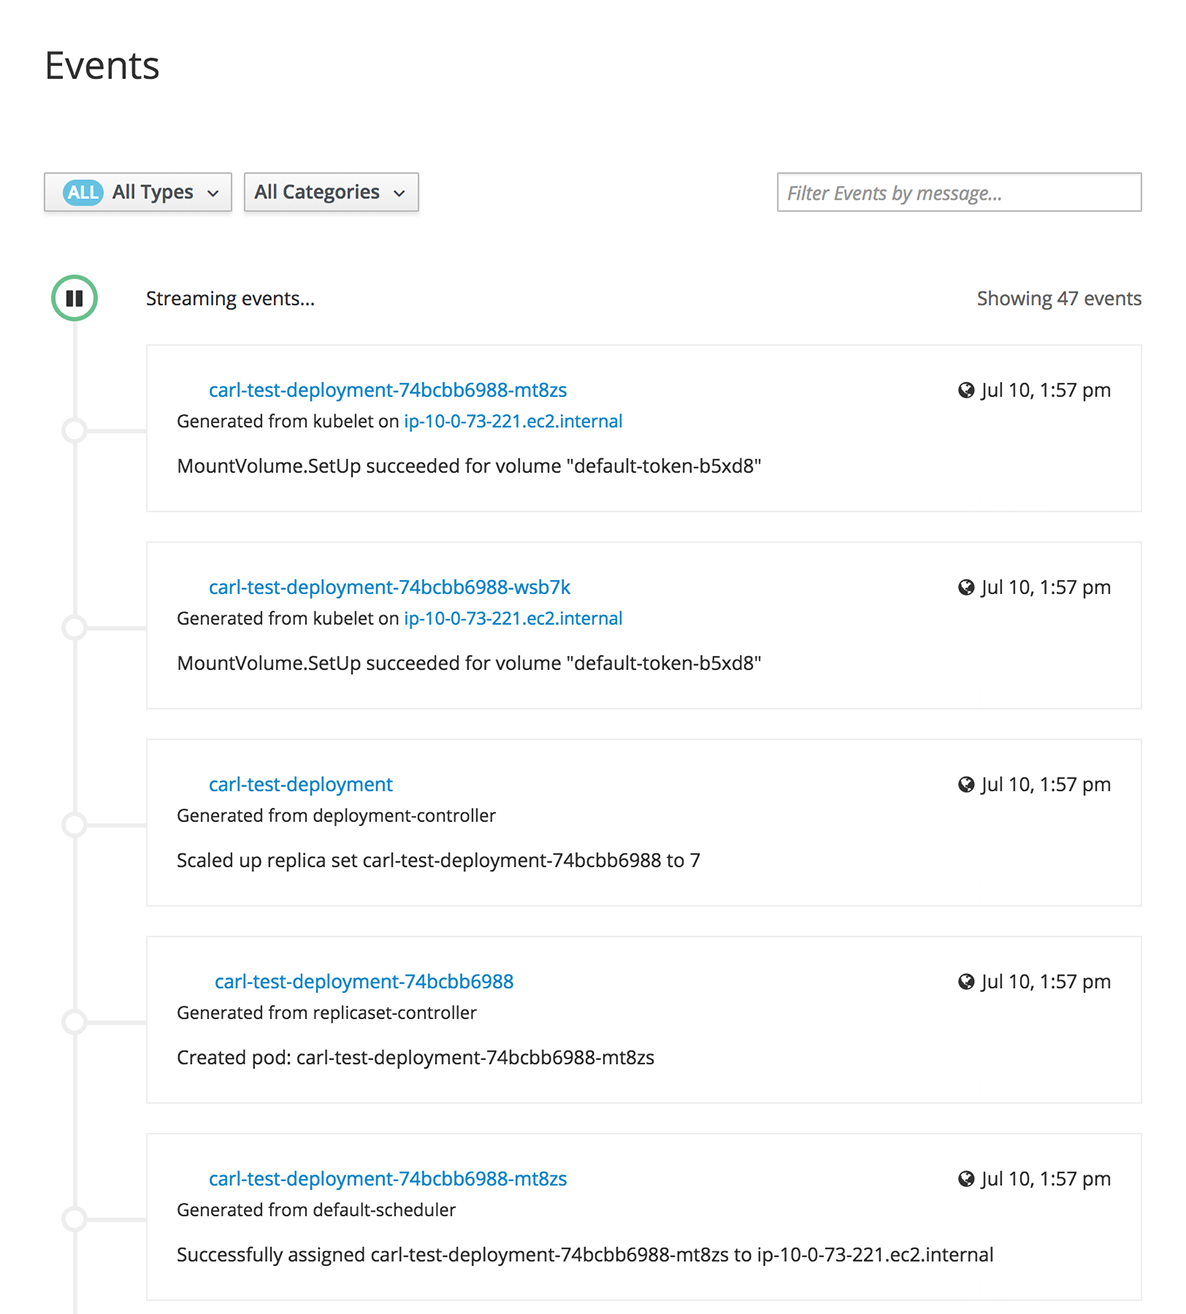 Events
ALL All Types All Categories Filter Events by message...
Streaming events... Showing 47 events
carl-test-deployment-74bcbb6988-mt8zs Jul 10, 1:57 pm
Generated from kubelet on ip-10-0-73-221.ec2.internal
MountVolume.SetUp succeeded for volume "default-token-b5xd8"
carl-test-deployment-74bcbb6988-wsb7k Jul 10, 1:57 pm
Generated from kubelet on ip-10-0-73-221.ec2.internal
MountVolume.SetUp succeeded for volume "default-token-b5xd8"
carl-test-deployment Jul 10, 1:57 pm
Generated from deployment-controller
Scaled up replica set carl-test-deployment-74bcbb6988 to 7
carl-test-deployment-74bcbb6988 Jul 10, 1:57 pm
Generated from replicaset-controller
Created pod: carl-test-deployment-74bcbb6988-mt8zs
carl-test-deployment-74bcbb6988-mt8zs Jul 10, 1:57 pm
Generated from default-scheduler
Successfully assigned carl-test-deployment-74bcbb6988-mt8zs to ip-10-0-73-221.ec2.internal